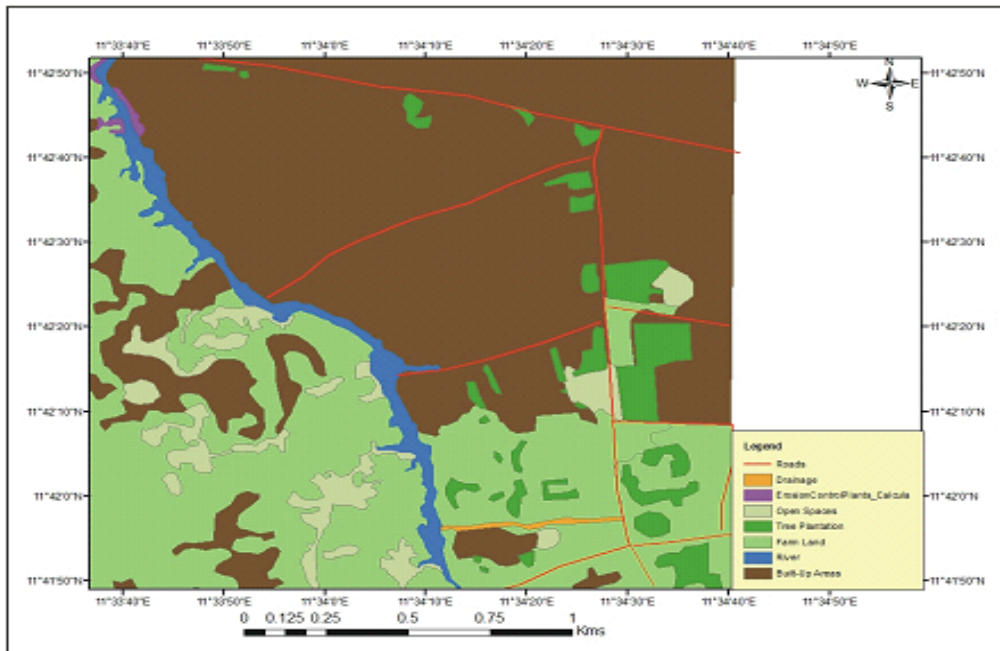 11°33'40"E 11°33'50"E 11°34'0"E 11°34'10"E 11°34'20"E 11°34'30"E 11°34'40"E 11°34'50"E
N
W E
S
11°42'50"N 11°42'50"N
11°42'40"N 11°42'40"N
11°42'30"N 11°42'30"N
11°42'20"N 11°42'20"N
11°42'10"N 11°42'10"N
11°42'0"N 11°42'0"N
11°41'50"N 11°41'50"N
Legend
Roads
Drainage
ErosionControlPlants_Calcula
Open Spaces
Tree Plantation
Farm Land
River
Built-Up Areas
11°33'40"E 11°33'50"E 11°34'0"E 11°34'10"E 11°34'20"E 11°34'30"E 11°34'40"E 11°34'50"E
0 0.125 0.25 0.5 0.75 1
Kms